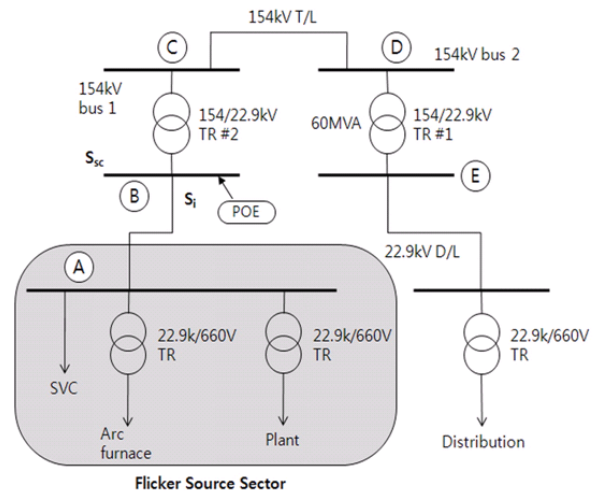 154kV T/L
C
D
154kV bus 2
154kV
bus 1
154/22.9kV
TR #2
60MVA
154/22.9kV
TR #1
Ssc
B
Si
POE
E
A
22.9kV D/L
22.9k/660V
TR
22.9k/660V
TR
22.9k/660V
TR
SVC
Arc
furnace
Plant
Distribution
Flicker Source Sector